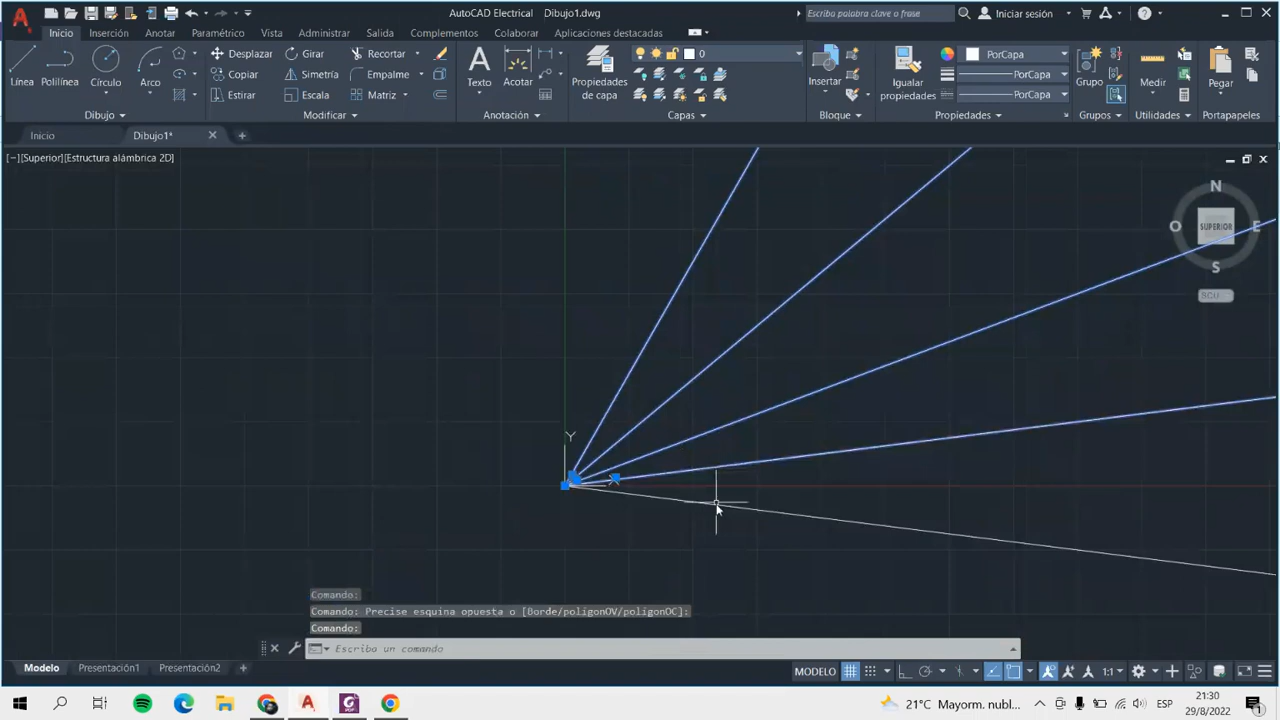 AutoCAD Electrical Dibujo1.dwg
Escriba palabra clave o frase
Iniciar sesión
Inicio Inserción Anotar Paramétrico Vista Administrar Salida Complementos Colaborar Aplicaciones destacadas
Línea
Polilínea
Círculo
Arco
Desplazar
Girar
Recortar
Copiar
Simetría
Empalme
Estirar
Escala
Matriz
Texto
Acotar
Propiedades
de capa
0
Insertar
Igualar
propiedades
PorCapa
PorCapa
PorCapa
Grupo
Medir
Pegar
Dibujo
Modificar
Anotación
Capas
Bloque
Propiedades
Grupos
Utilidades
Portapapeles
Inicio
Dibujo1*
[−][Superior][Estructura alámbrica 2D]
N
O
SUPERIOR
E
S
SCU
Y
X
Comando:
Comando: Precise esquina opuesta o [Borde/polígonOV/polígonOC]:
Comando:
Escriba un comando
Modelo Presentación1 Presentación2
MODELO
1:1
21°C Mayorm. nubl...
ESP
21:30
29/8/2022
1